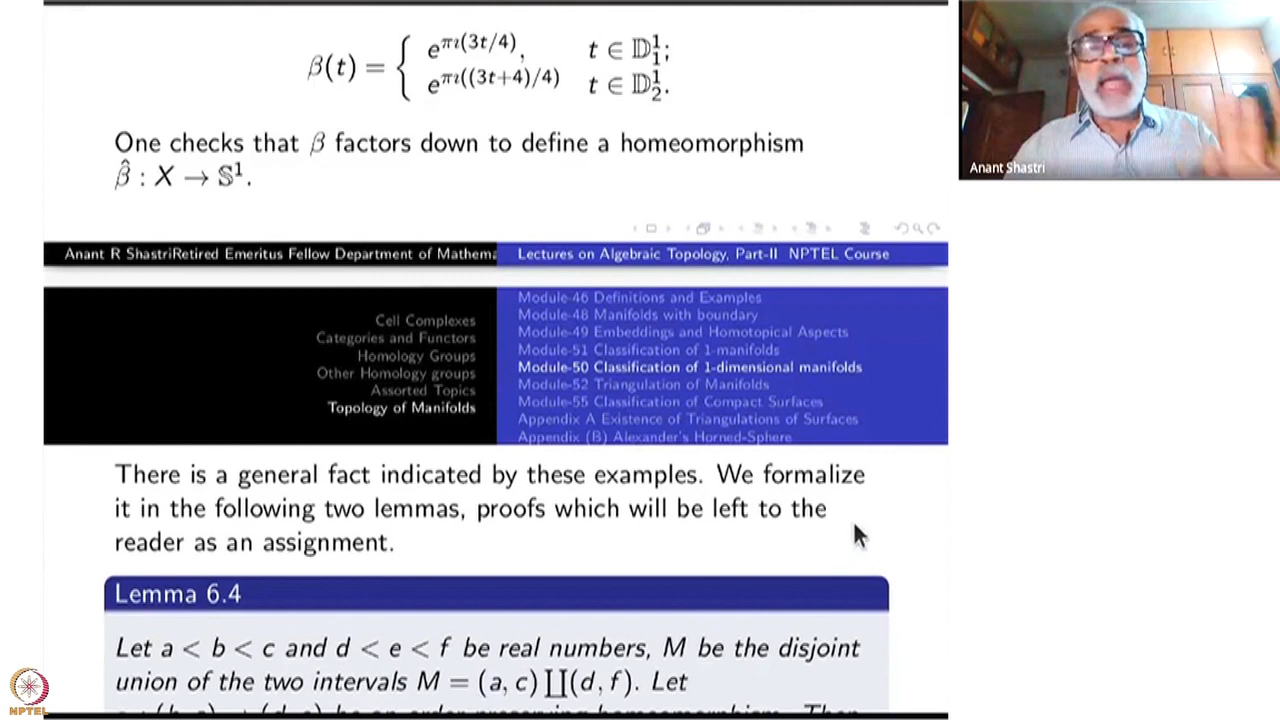 β(t) = { e^{πι(3t/4)}, t ∈ 𝔻¹₁;
e^{πι((3t+4)/4)} t ∈ 𝔻¹₂.
One checks that β factors down to define a homeomorphism
β̂ : X → 𝕊¹.
Anant Shastri
Anant R ShastriRetired Emeritus Fellow Department of Mathema
Lectures on Algebraic Topology, Part-II NPTEL Course
Cell Complexes
Categories and Functors
Homology Groups
Other Homology groups
Assorted Topics
Topology of Manifolds
Module-46 Definitions and Examples
Module-48 Manifolds with boundary
Module-49 Embeddings and Homotopical Aspects
Module-51 Classification of 1-manifolds
Module-50 Classification of 1-dimensional manifolds
Module-52 Triangulation of Manifolds
Module-55 Classification of Compact Surfaces
Appendix A Existence of Triangulations of Surfaces
Appendix (B) Alexander's Horned-Sphere
There is a general fact indicated by these examples. We formalize
it in the following two lemmas, proofs which will be left to the
reader as an assignment.
Lemma 6.4
Let a < b < c and d < e < f be real numbers, M be the disjoint
union of the two intervals M = (a, c) ∐(d, f). Let
NPTEL